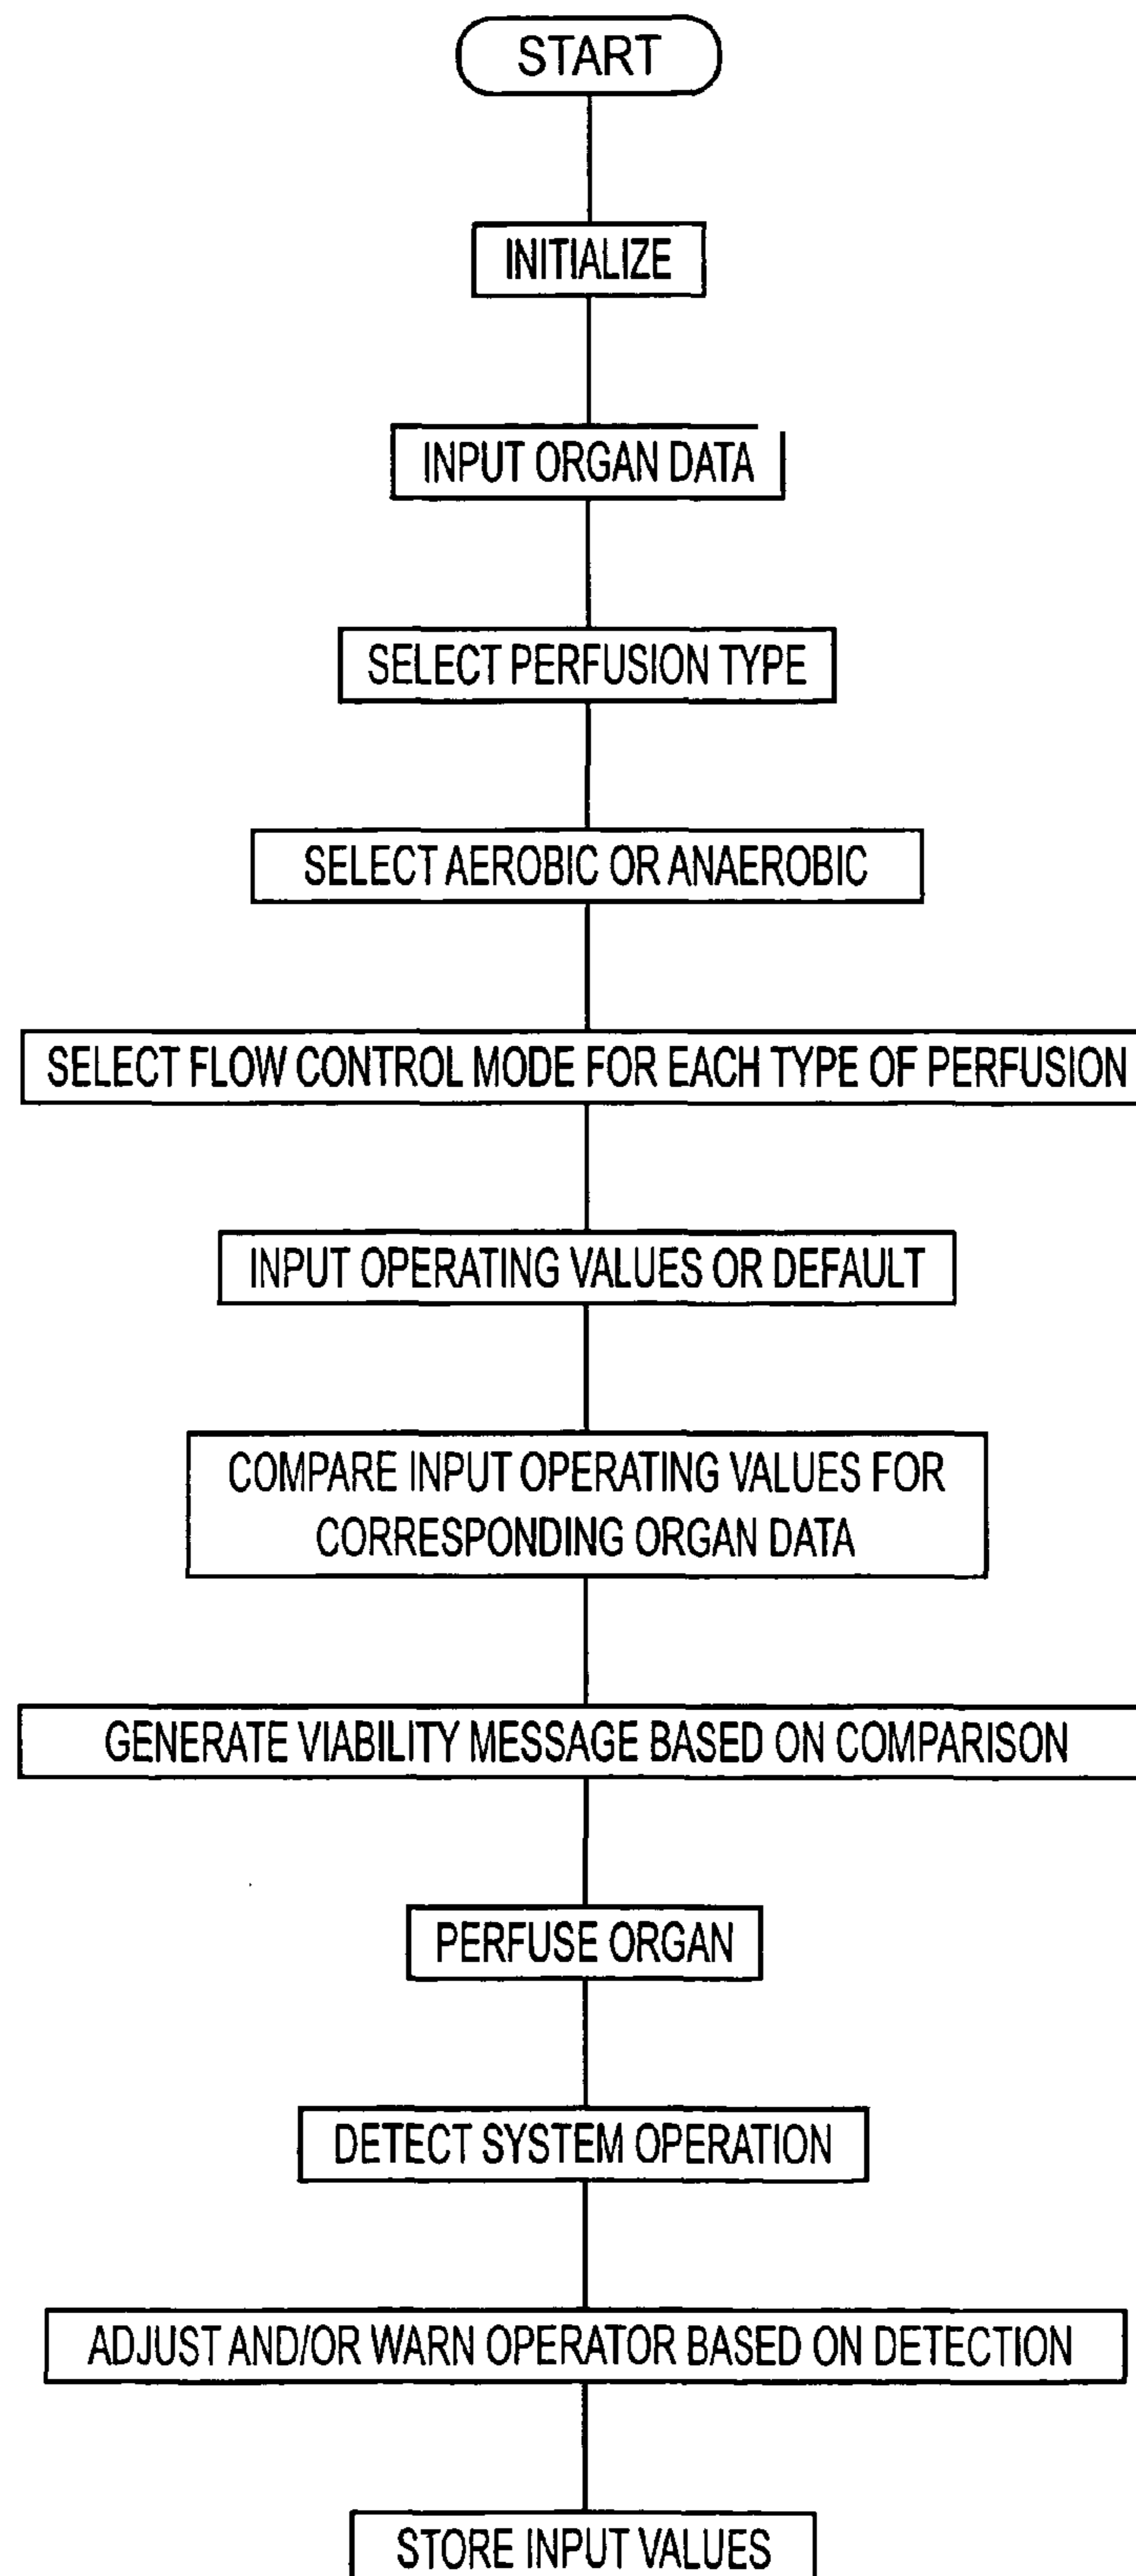 START
INITIALIZE
INPUT ORGAN DATA
SELECT PERFUSION TYPE
SELECT AEROBIC OR ANAEROBIC
SELECT FLOW CONTROL MODE FOR EACH TYPE OF PERFUSION
INPUT OPERATING VALUES OR DEFAULT
COMPARE INPUT OPERATING VALUES FOR
CORRESPONDING ORGAN DATA
GENERATE VIABILITY MESSAGE BASED ON COMPARISON
PERFUSE ORGAN
DETECT SYSTEM OPERATION
ADJUST AND/OR WARN OPERATOR BASED ON DETECTION
STORE INPUT VALUES